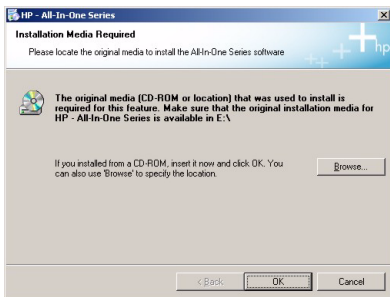 HP - All-In-One Series
Installation Media Required
Please locate the original media to install the All-In-One Series software
hp
The original media (CD-ROM or location) that was used to install is
required for this feature. Make sure that the original installation media for
HP - All-In-One Series is available in E:\
If you installed from a CD-ROM, insert it now and click OK. You
can also use 'Browse' to specify the location.
Browse...
< Back
OK
Cancel